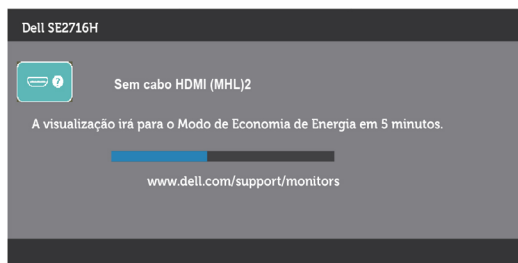 Dell SE2716H
Sem cabo HDMI (MHL)2
A visualização irá para o Modo de Economia de Energia em 5 minutos.
www.dell.com/support/monitors